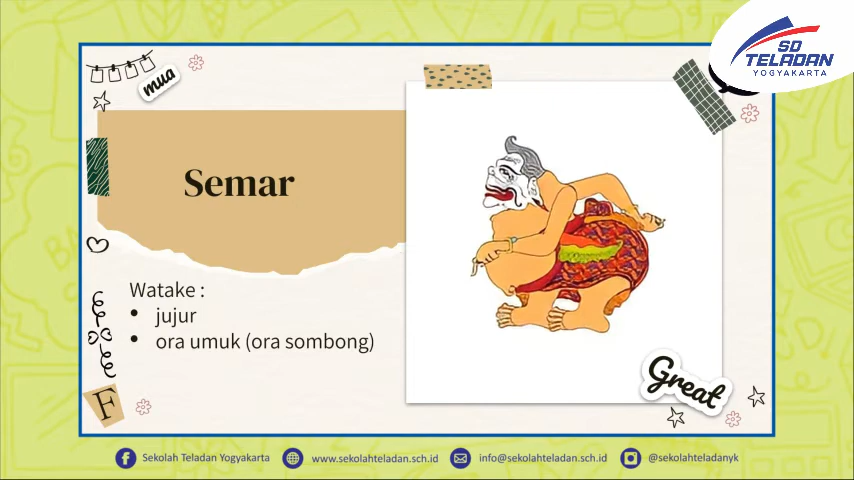 SD
TELADAN
YOGYAKARTA
mua
Semar
Watake :
• jujur
• ora umuk (ora sombong)
Great
F
Sekolah Teladan Yogyakarta
www.sekolahteladan.sch.id
info@sekolahteladan.sch.id
@sekolahteladanyk